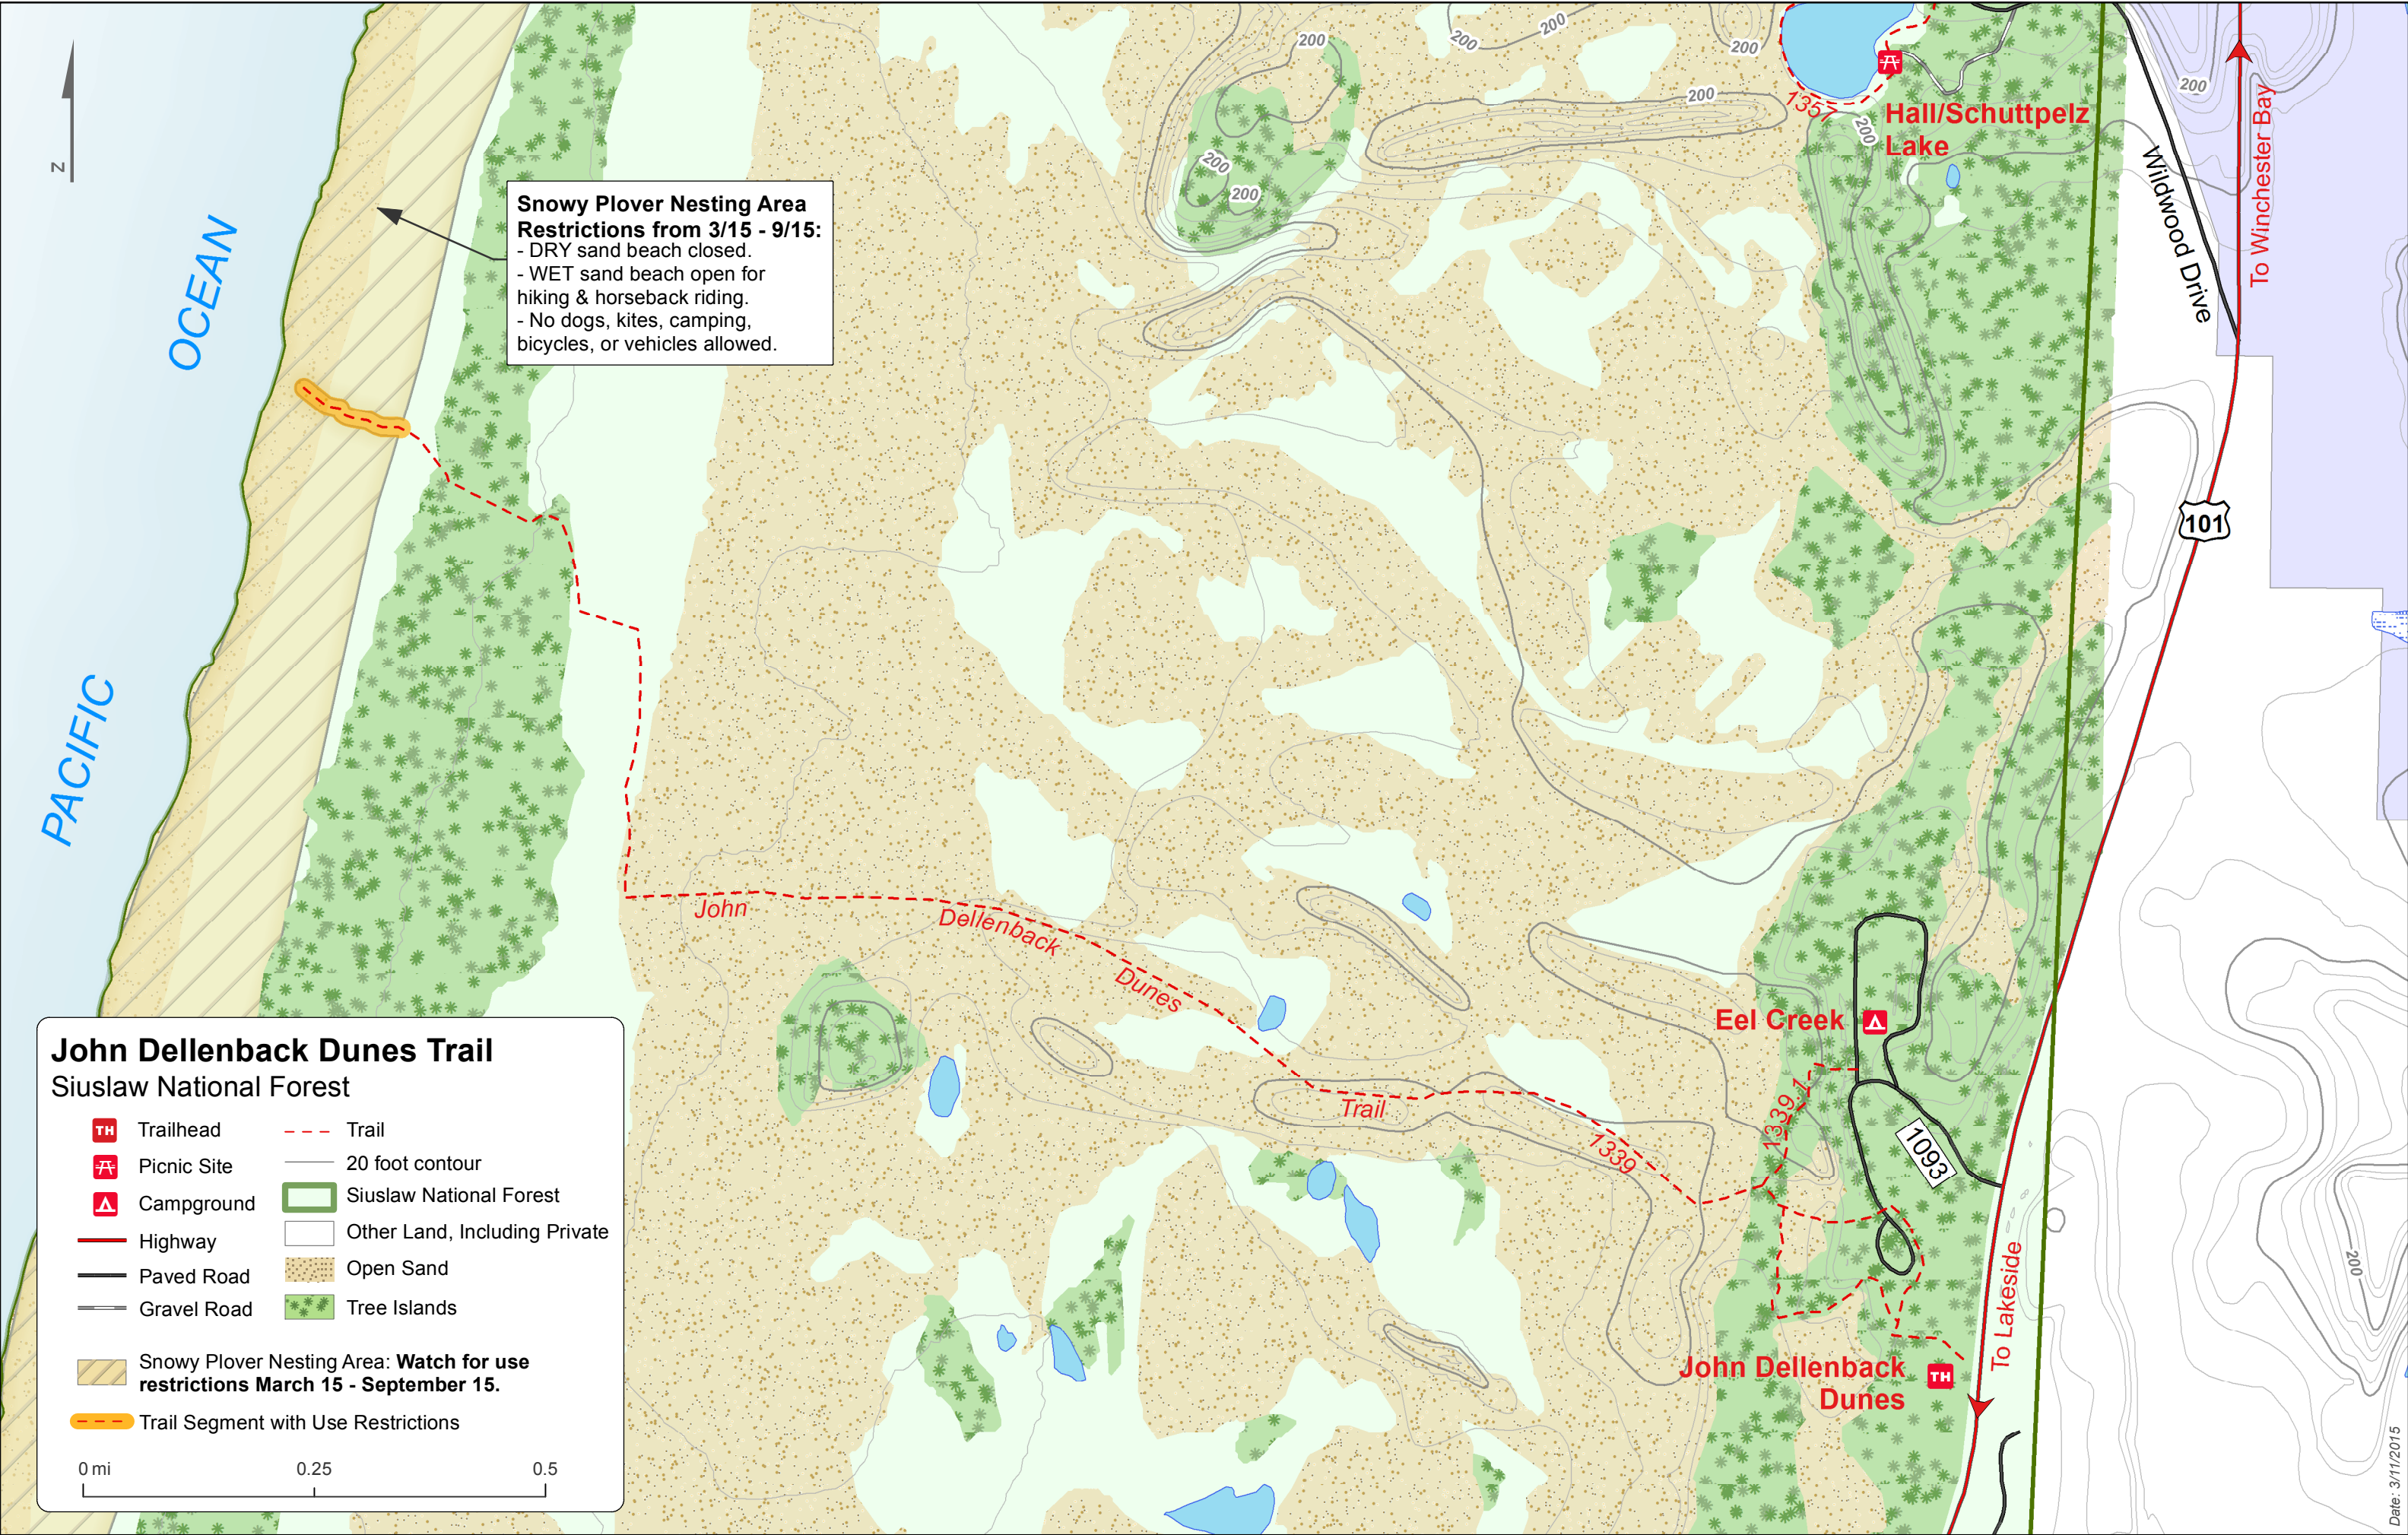 N
OCEAN
PACIFIC
Snowy Plover Nesting Area
Restrictions from 3/15 - 9/15:
- DRY sand beach closed.
- WET sand beach open for
hiking & horseback riding.
- No dogs, kites, camping,
bicycles, or vehicles allowed.
200
200
200
200
200
200
200
200
200
200
1357
Hall/Schuttpelz
Lake
Wildwood Drive
To Winchester Bay
101
John
Dellenback
Dunes
Trail
1339
1339.1
Eel Creek
1093
John Dellenback
Dunes
TH
To Lakeside
John Dellenback Dunes Trail
Siuslaw National Forest
TH
Trailhead
Picnic Site
Campground
Highway
Paved Road
Gravel Road
Trail
20 foot contour
Siuslaw National Forest
Other Land, Including Private
Open Sand
Tree Islands
Snowy Plover Nesting Area: Watch for use
restrictions March 15 - September 15.
Trail Segment with Use Restrictions
0 mi
0.25
0.5
Date: 3/11/2015